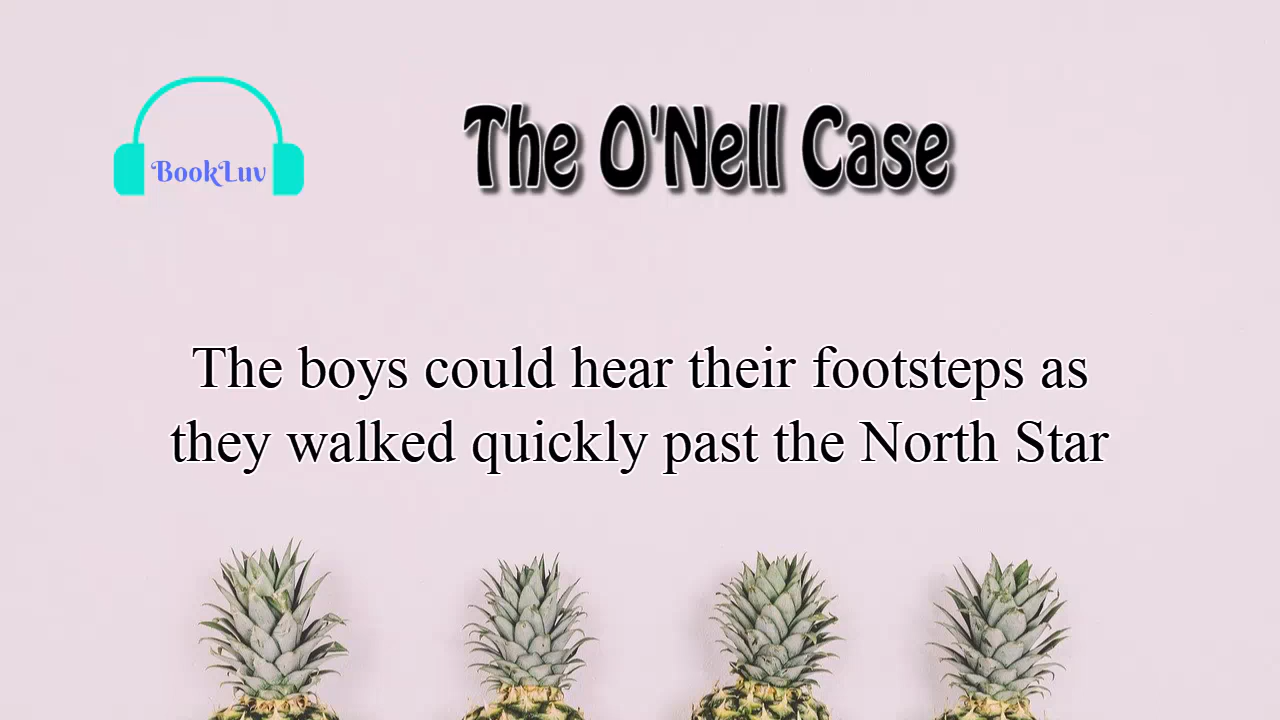 BookLuv
The O'Nell Case
The boys could hear their footsteps as
they walked quickly past the North Star